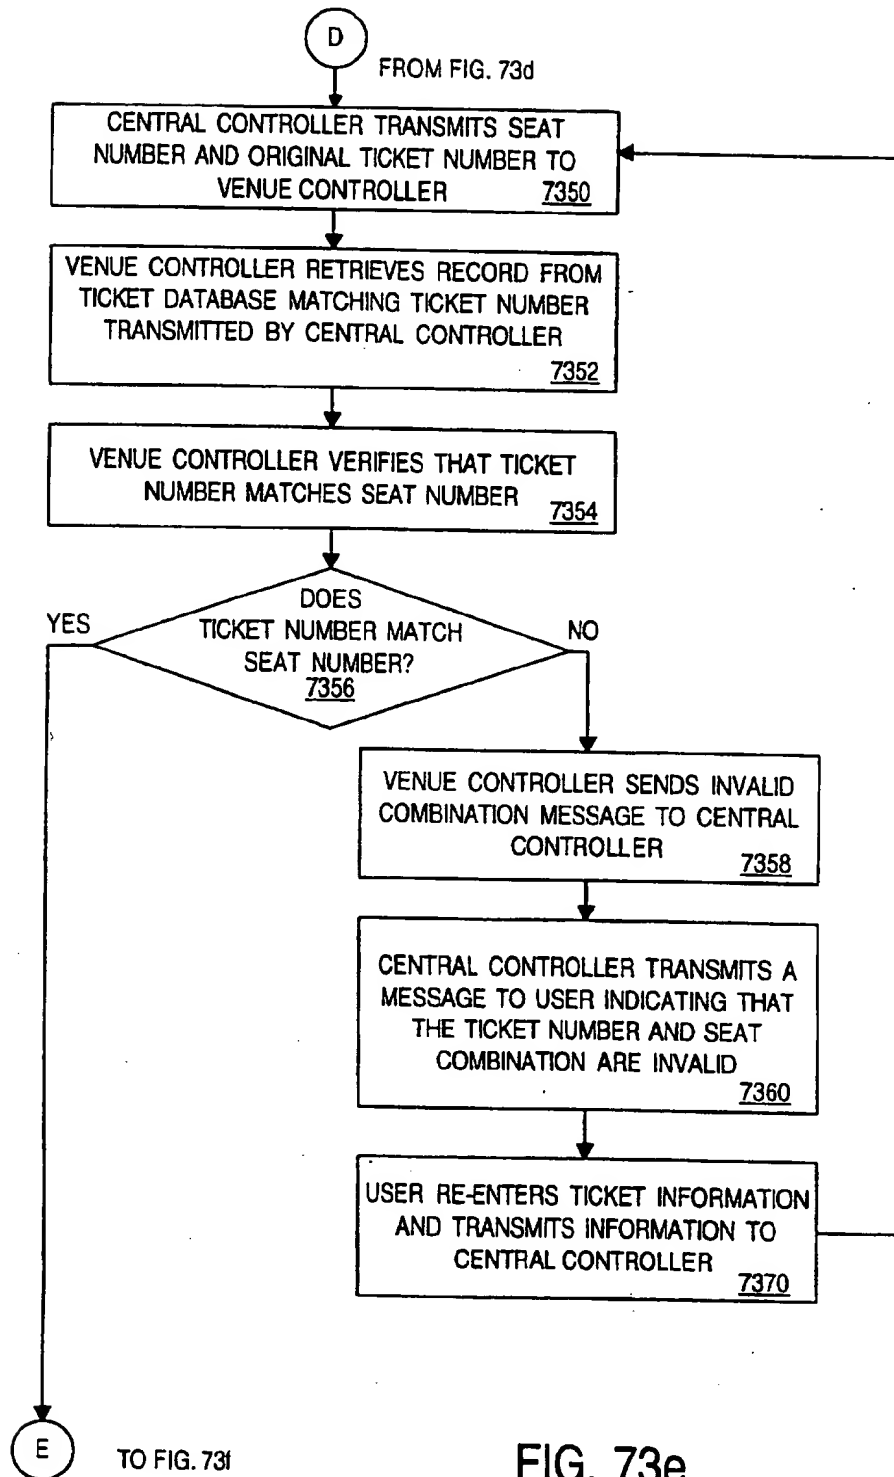 D
FROM FIG. 73d
CENTRAL CONTROLLER TRANSMITS SEAT
NUMBER AND ORIGINAL TICKET NUMBER TO
VENUE CONTROLLER 7350
VENUE CONTROLLER RETRIEVES RECORD FROM
TICKET DATABASE MATCHING TICKET NUMBER
TRANSMITTED BY CENTRAL CONTROLLER
7352
VENUE CONTROLLER VERIFIES THAT TICKET
NUMBER MATCHES SEAT NUMBER 7354
DOES
TICKET NUMBER MATCH
SEAT NUMBER?
7356
YES
NO
VENUE CONTROLLER SENDS INVALID
COMBINATION MESSAGE TO CENTRAL
CONTROLLER 7358
CENTRAL CONTROLLER TRANSMITS A
MESSAGE TO USER INDICATING THAT
THE TICKET NUMBER AND SEAT
COMBINATION ARE INVALID
7360
USER RE-ENTERS TICKET INFORMATION
AND TRANSMITS INFORMATION TO
CENTRAL CONTROLLER 7370
E
TO FIG. 73f
FIG. 73e